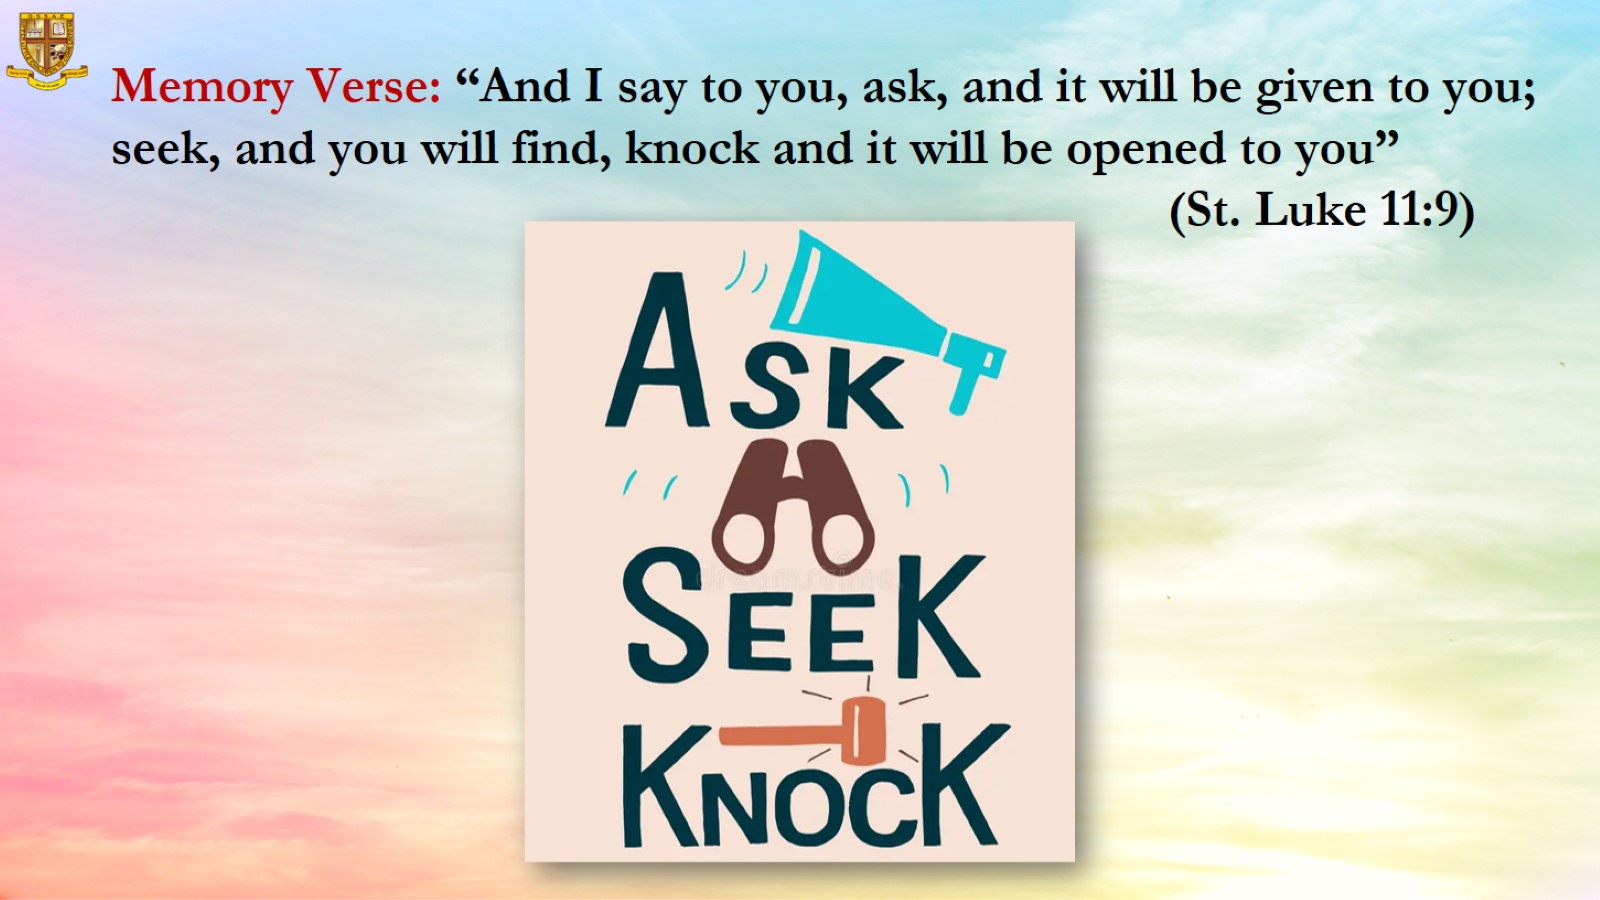 Memory Verse: “And I say to you, ask, and it will be given to you;
seek, and you will find, knock and it will be opened to you”
(St. Luke 11:9)
ASK
SEEK
KNOCK